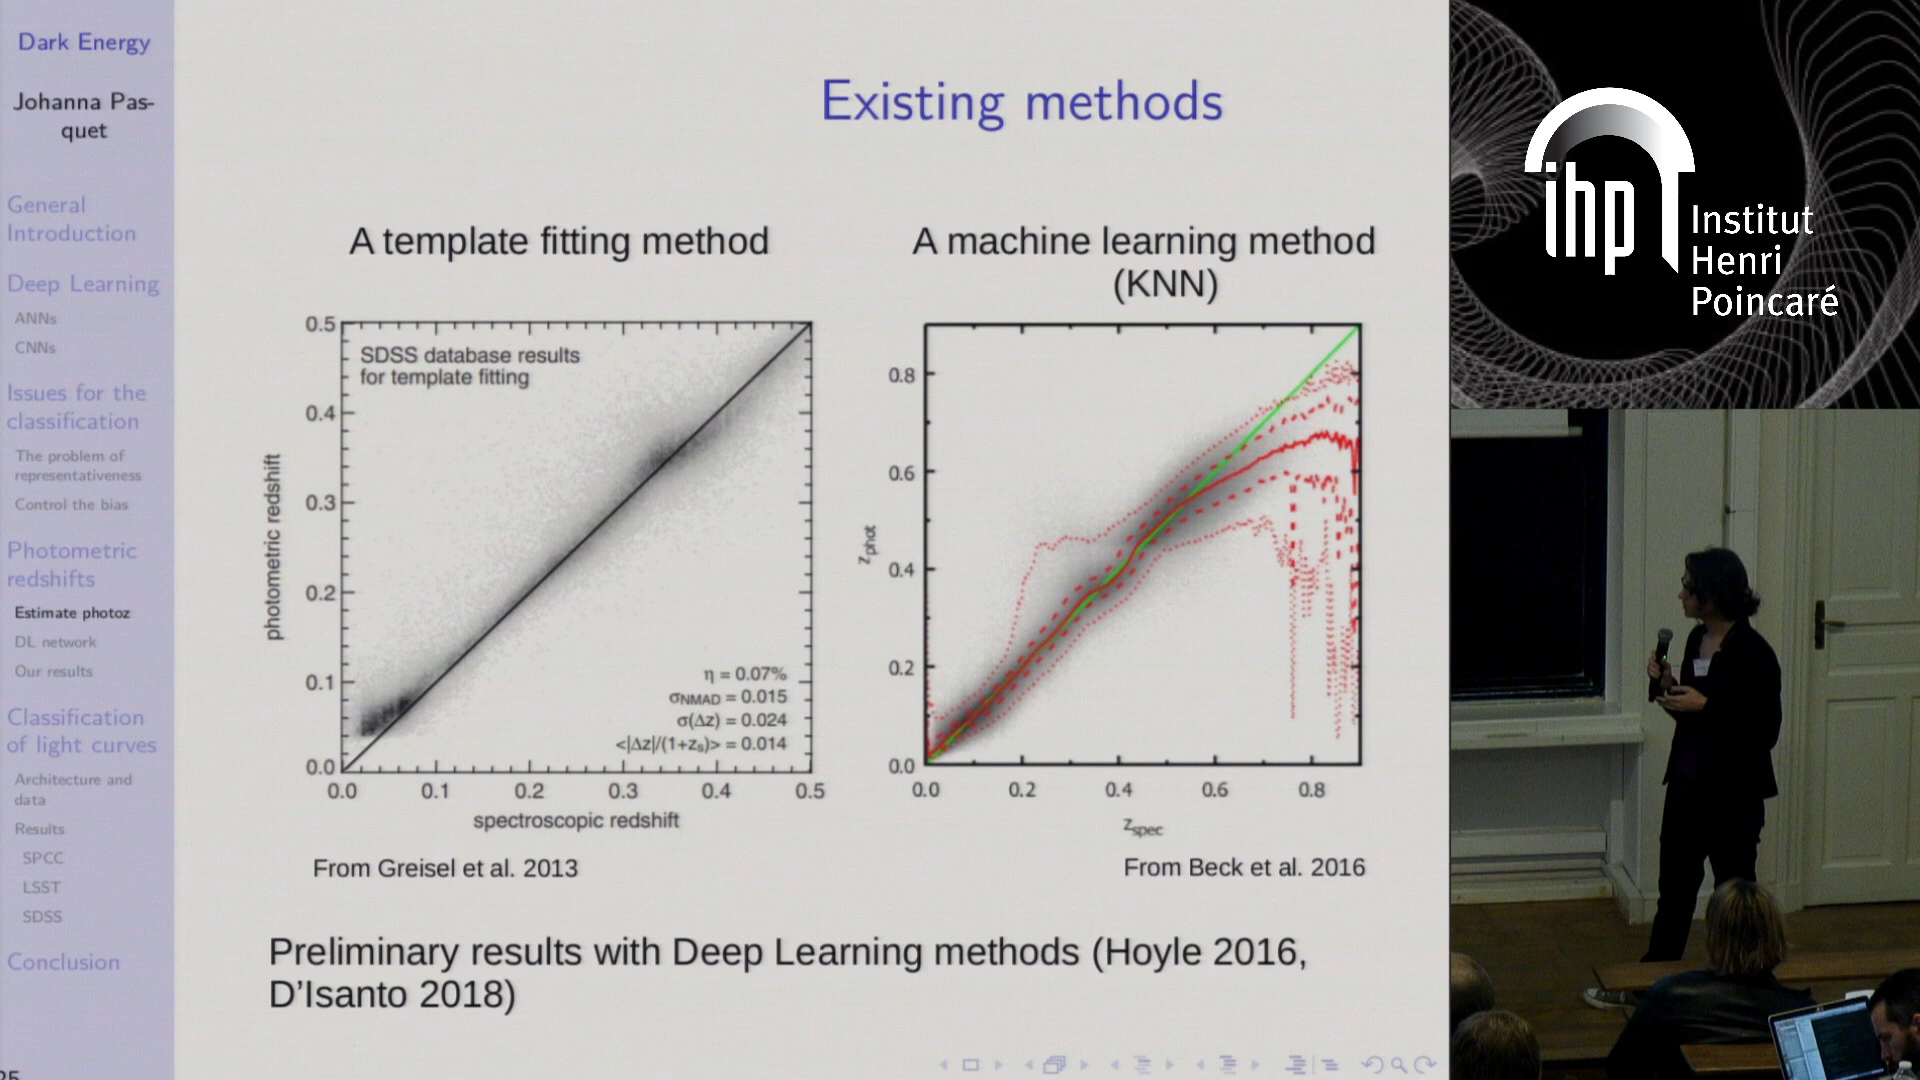 Dark Energy
Johanna Pas-
quet
General
Introduction
Deep Learning
ANNs
CNNs
Issues for the
classification
The problem of
representativeness
Control the bias
Photometric
redshifts
Estimate photoz
DL network
Our results
Classification
of light curves
Architecture and
data
Results
SPCC
LSST
SDSS
Conclusion
Existing methods
A template fitting method
SDSS database results
for template fitting
0.5
0.4
0.3
0.2
0.1
0.0
photometric redshift
η = 0.07%
σNMAD = 0.015
σ(Δz) = 0.024
<|Δz|/(1+zs)> = 0.014
0.0 0.1 0.2 0.3 0.4 0.5
spectroscopic redshift
From Greisel et al. 2013
A machine learning method
(KNN)
0.8
0.6
0.4
0.2
0.0
zphot
0.0 0.2 0.4 0.6 0.8
zspec
From Beck et al. 2016
Preliminary results with Deep Learning methods (Hoyle 2016,
D'Isanto 2018)
ihp
Institut
Henri
Poincaré